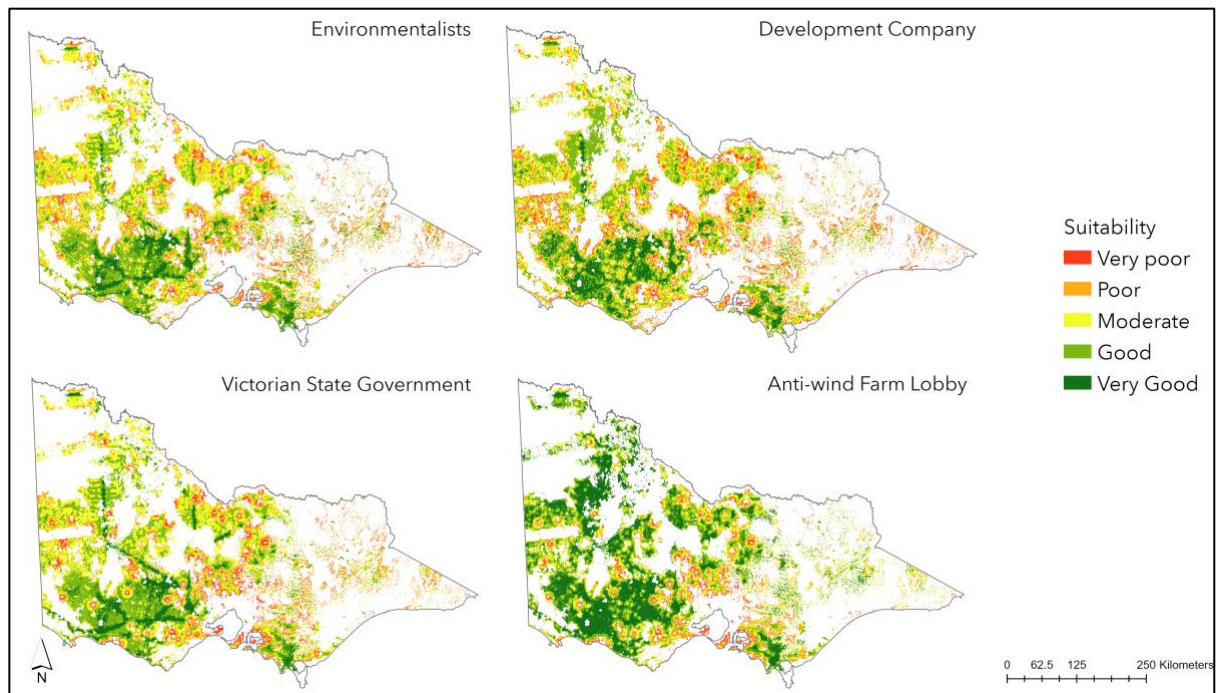 Environmentalists
Development Company
Suitability
Very poor
Poor
Moderate
Good
Very Good
Victorian State Government
Anti-wind Farm Lobby
N
0 62.5 125 250 Kilometers